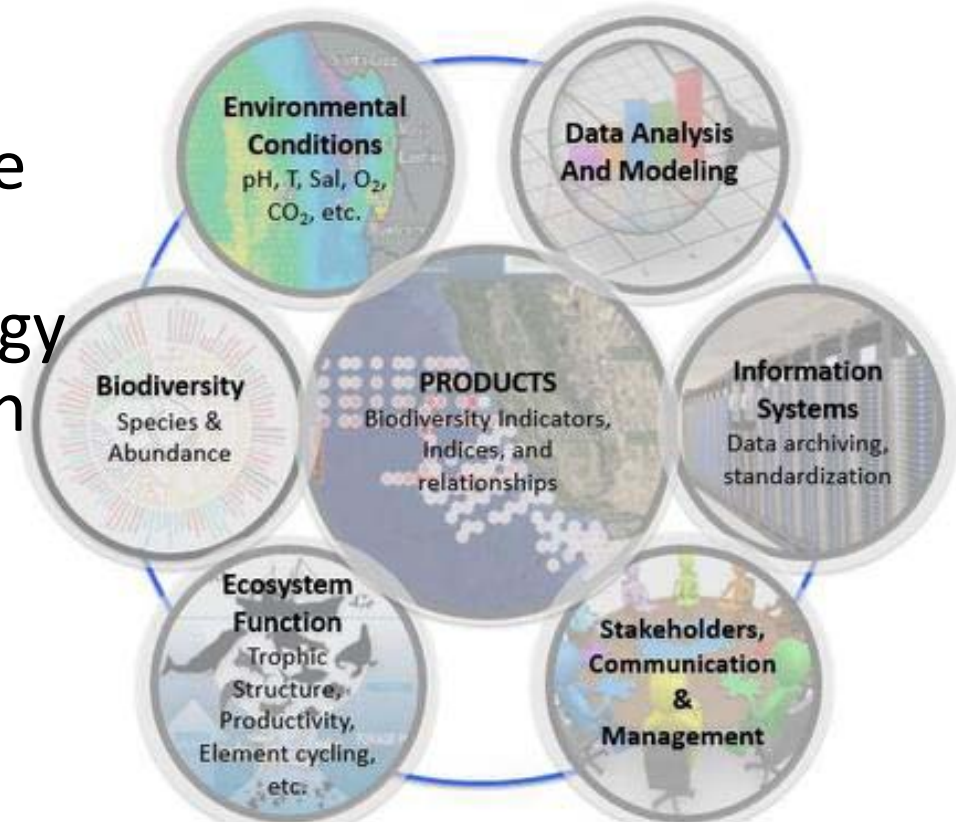 e
gy
n
Environmental
Conditions
pH, T, Sal, O₂,
CO₂, etc.
Data Analysis
And Modeling
Biodiversity
Species &
Abundance
PRODUCTS
Biodiversity Indicators,
Indices, and
relationships
Information
Systems
Data archiving,
standardization
Ecosystem
Function
Trophic
Structure,
Productivity,
Element cycling,
etc.
Stakeholders,
Communication
&
Management